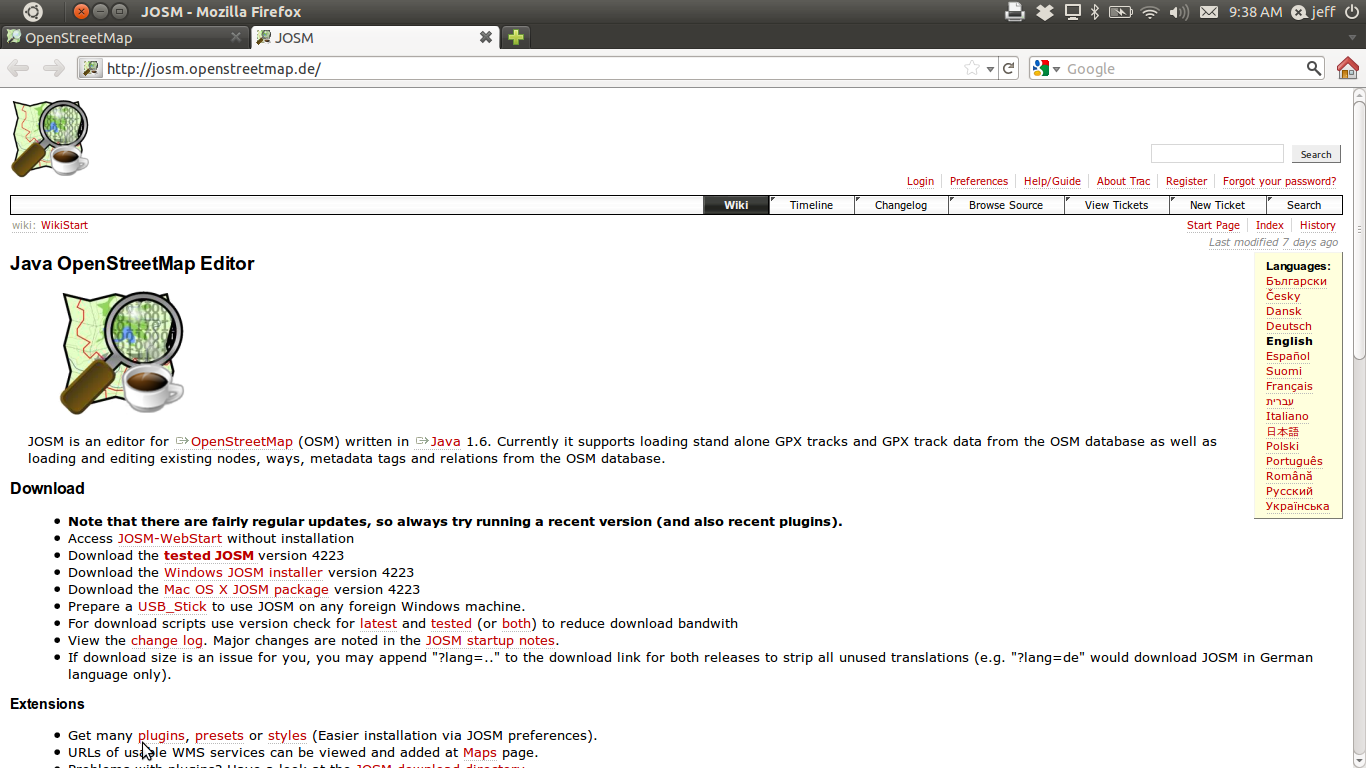 JOSM - Mozilla Firefox
9:38 AM jeff
OpenStreetMap
JOSM
http://josm.openstreetmap.de/
Google
Search
Login Preferences Help/Guide About Trac Register Forgot your password?
Wiki Timeline Changelog Browse Source View Tickets New Ticket Search
wiki: WikiStart
Start Page Index History
Last modified 7 days ago
Java OpenStreetMap Editor
Languages:
Български
Česky
Dansk
Deutsch
English
Español
Suomi
Français
עברית
Italiano
日本語
Polski
Português
Română
Русский
Українська
JOSM is an editor for OpenStreetMap (OSM) written in Java 1.6. Currently it supports loading stand alone GPX tracks and GPX track data from the OSM database as well as
loading and editing existing nodes, ways, metadata tags and relations from the OSM database.
Download
Note that there are fairly regular updates, so always try running a recent version (and also recent plugins).
Access JOSM-WebStart without installation
Download the tested JOSM version 4223
Download the Windows JOSM installer version 4223
Download the Mac OS X JOSM package version 4223
Prepare a USB_Stick to use JOSM on any foreign Windows machine.
For download scripts use version check for latest and tested (or both) to reduce download bandwith
View the change log. Major changes are noted in the JOSM startup notes.
If download size is an issue for you, you may append "?lang=.." to the download link for both releases to strip all unused translations (e.g. "?lang=de" would download JOSM in German
language only).
Extensions
Get many plugins, presets or styles (Easier installation via JOSM preferences).
URLs of usable WMS services can be viewed and added at Maps page.
Problems with plugins? Have a look at the JOSM download directory.